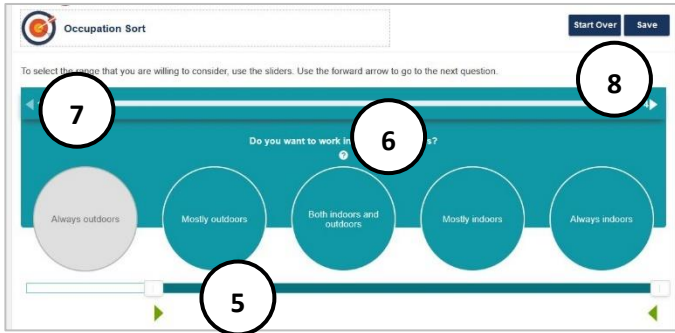 Occupation Sort
Start Over
Save
To select the range that you are willing to consider, use the sliders. Use the forward arrow to go to the next question.
8
7
6
Do you want to work in s?
?
Always outdoors
Mostly outdoors
Both indoors and
outdoors
Mostly indoors
Always indoors
5